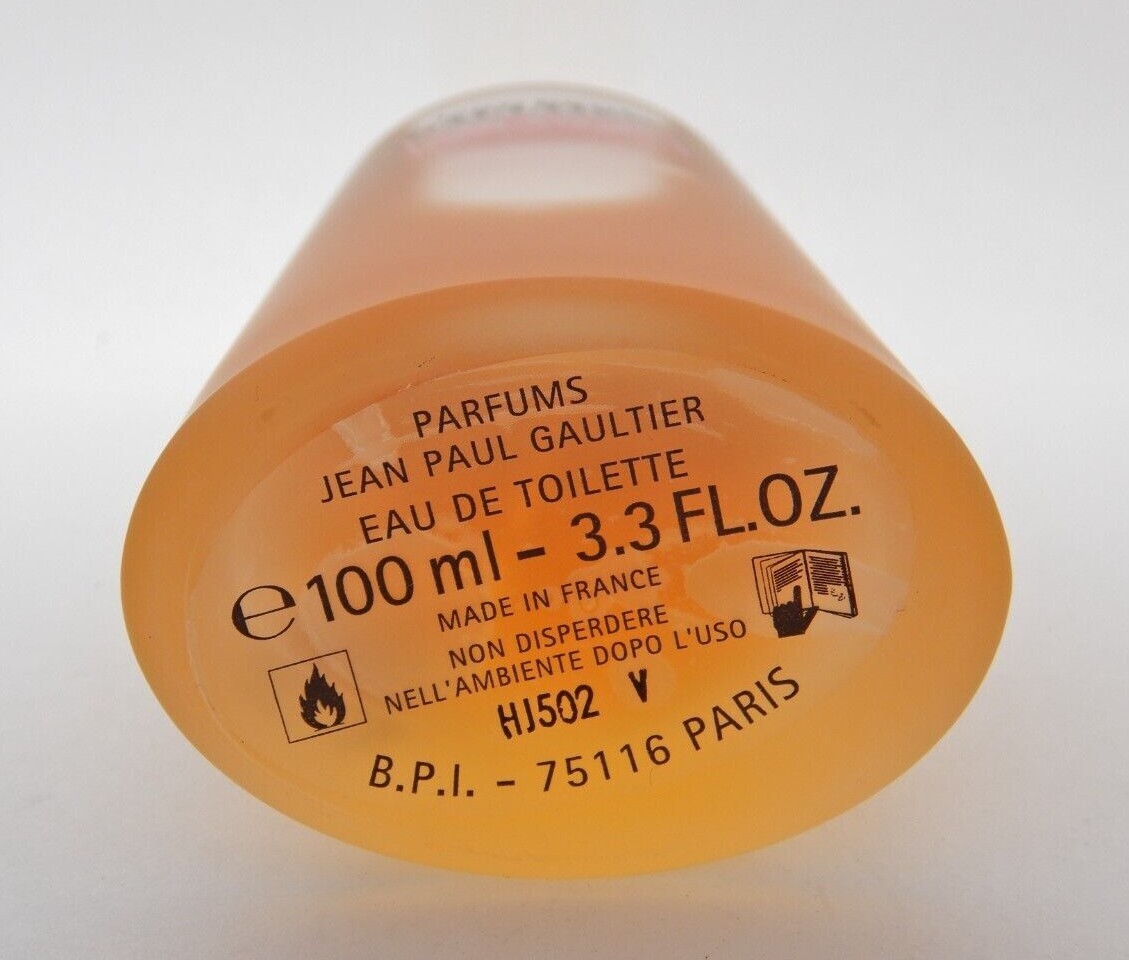 PARFUMS
JEAN PAUL GAULTIER
EAU DE TOILETTE
℮ 100 ml - 3.3 FL.OZ.
MADE IN FRANCE
NON DISPERDERE
NELL'AMBIENTE DOPO L'USO
HJ502 V
B.P.I. - 75116 PARIS